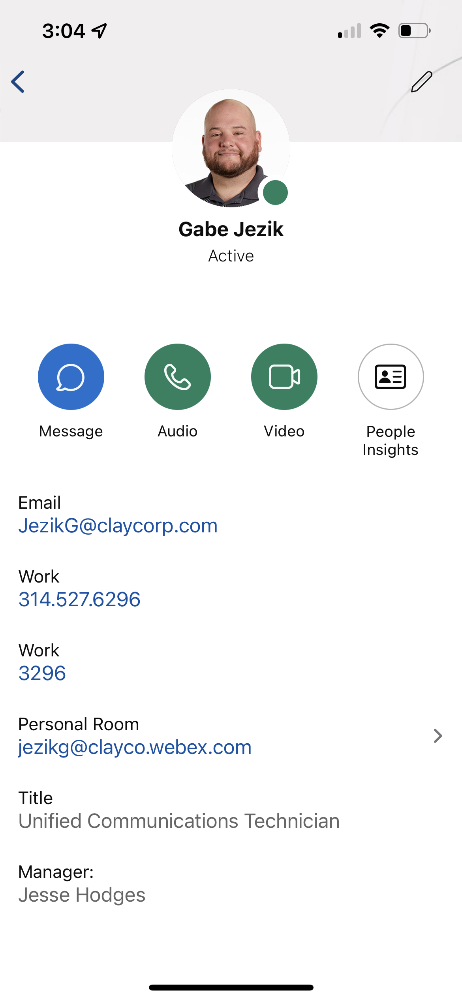 3:04
Gabe Jezik
Active
Message
Audio
Video
People
Insights
Email
JezikG@claycorp.com
Work
314.527.6296
Work
3296
Personal Room
jezikg@clayco.webex.com
Title
Unified Communications Technician
Manager:
Jesse Hodges